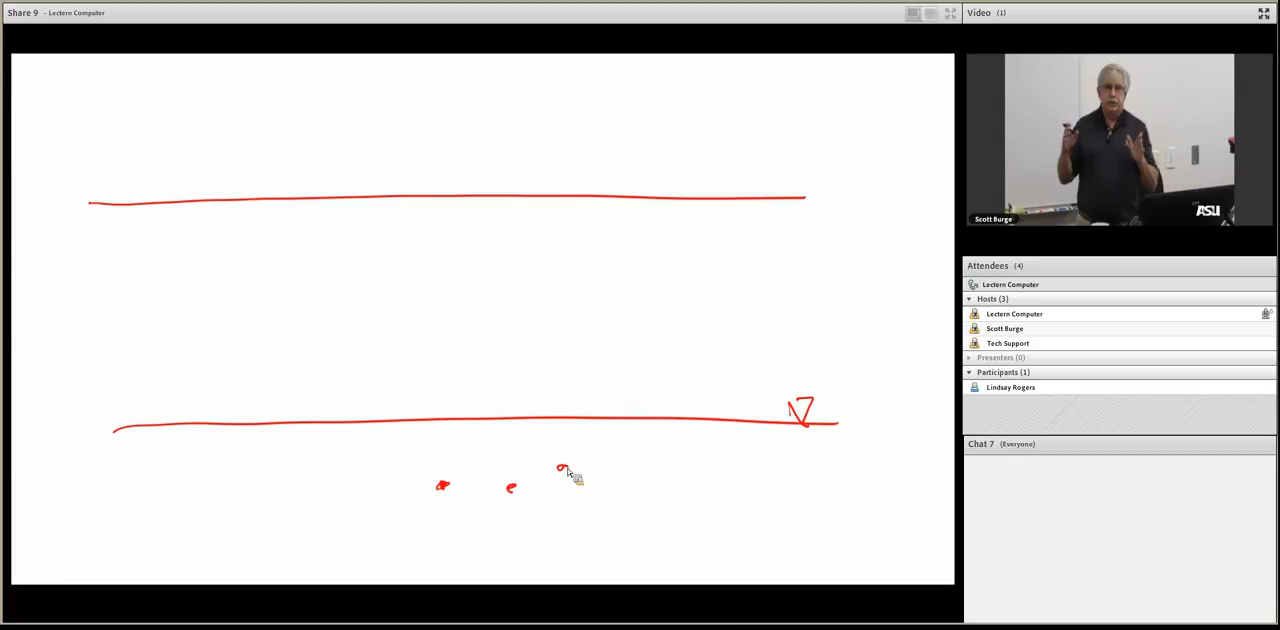 Share 9 - Lectern Computer
Video (1)
ASU
Scott Burge
Attendees (4)
Lectern Computer
Hosts (3)
Lectern Computer
Scott Burge
Tech Support
Presenters (0)
Participants (1)
Lindsay Rogers
Chat 7 (Everyone)